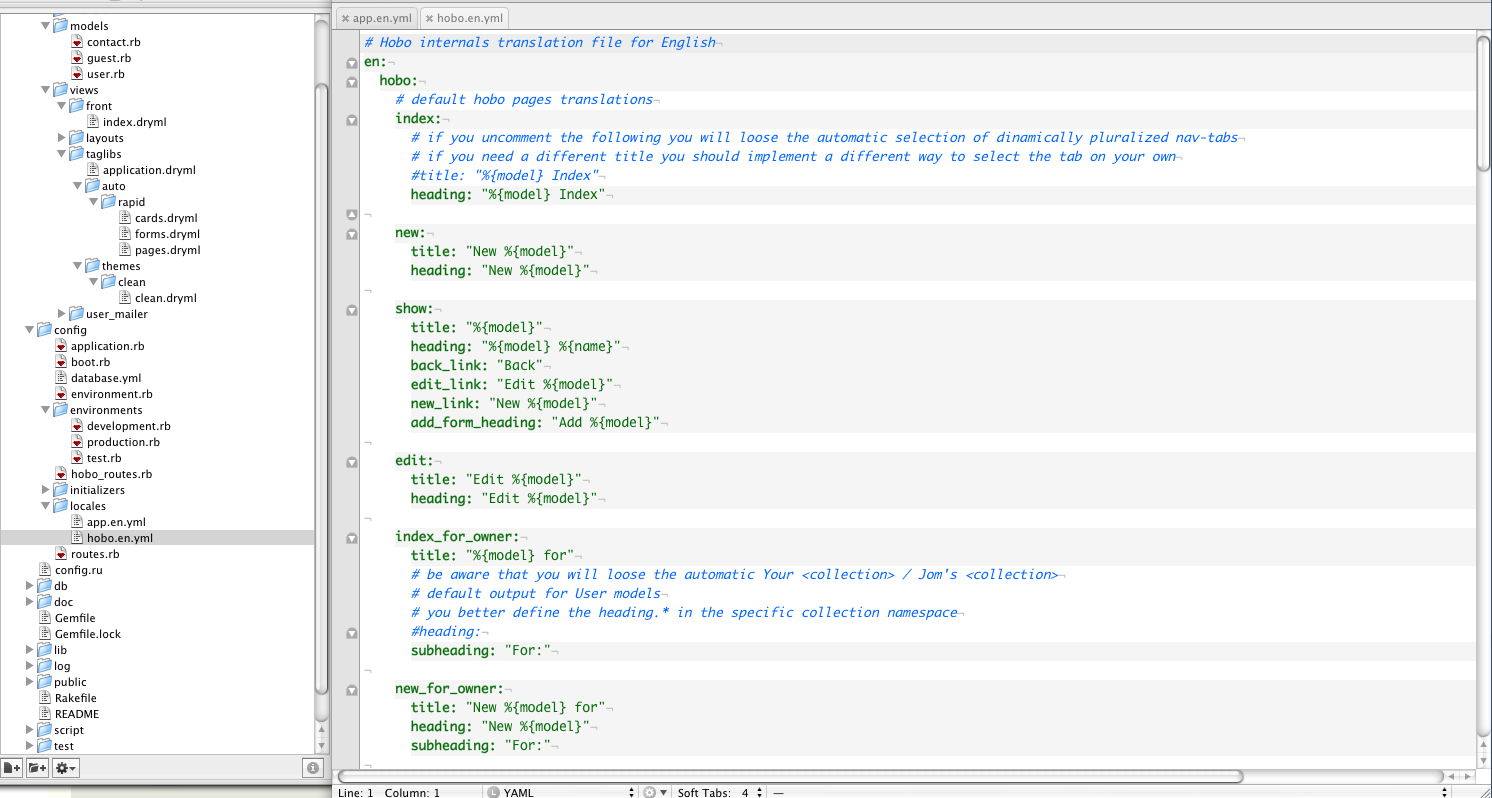 models
contact.rb
guest.rb
user.rb
views
front
index.dryml
layouts
taglibs
application.dryml
auto
rapid
cards.dryml
forms.dryml
pages.dryml
themes
clean
clean.dryml
user_mailer
config
application.rb
boot.rb
database.yml
environment.rb
environments
development.rb
production.rb
test.rb
hobo_routes.rb
initializers
locales
app.en.yml
hobo.en.yml
routes.rb
config.ru
db
doc
Gemfile
Gemfile.lock
lib
log
public
Rakefile
README
script
test
app.en.yml hobo.en.yml
# Hobo internals translation file for English
en:
hobo:
# default hobo pages translations
index:
# if you uncomment the following you will loose the automatic selection of dinamically pluralized nav-tabs
# if you need a different title you should implement a different way to select the tab on your own
#title: "%{model} Index"
heading: "%{model} Index"
new:
title: "New %{model}"
heading: "New %{model}"
show:
title: "%{model}"
heading: "%{model} %{name}"
back_link: "Back"
edit_link: "Edit %{model}"
new_link: "New %{model}"
add_form_heading: "Add %{model}"
edit:
title: "Edit %{model}"
heading: "Edit %{model}"
index_for_owner:
title: "%{model} for"
# be aware that you will loose the automatic Your <collection> / Jom's <collection>
# default output for User models
# you better define the heading.* in the specific collection namespace
#heading:
subheading: "For:"
new_for_owner:
title: "New %{model} for"
heading: "New %{model}"
subheading: "For:"
Line: 1 Column: 1 L YAML Soft Tabs: 4 —